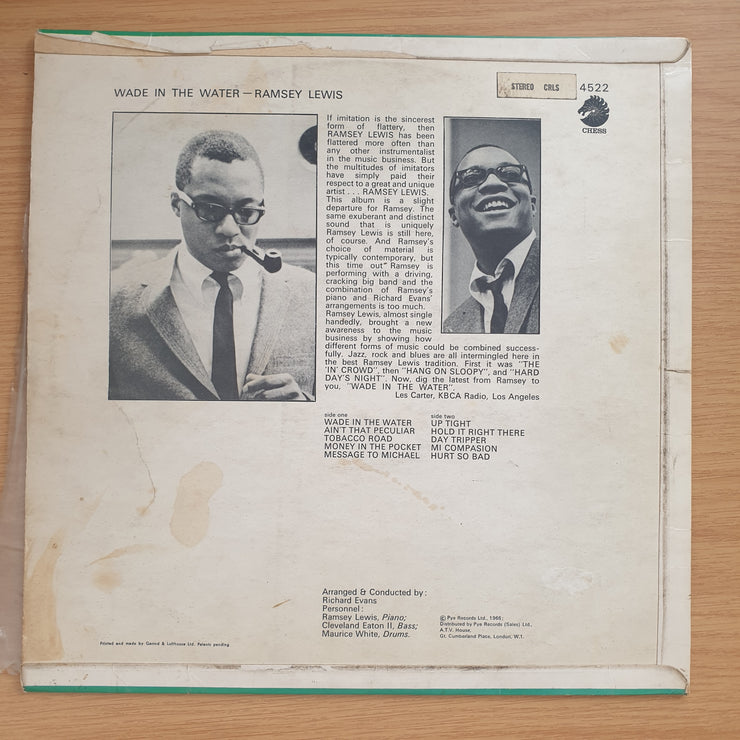 STEREO CRLS 4522
CHESS
WADE IN THE WATER — RAMSEY LEWIS
If imitation is the sincerest
form of flattery, then
RAMSEY LEWIS has been
flattered more often than
any other instrumentalist
in the music business. But
the multitudes of imitators
have simply paid their
respect to a great and unique
artist . . . RAMSEY LEWIS.
This album is a slight
departure for Ramsey. The
same exuberant and distinct
sound that is uniquely
Ramsey Lewis is still here,
of course. And Ramsey's
choice of material is
typically contemporary, but
this time out" Ramsey is
performing with a driving,
cracking big band and the
combination of Ramsey's
piano and Richard Evans'
arrangements is too much.
Ramsey Lewis, almost single
handedly, brought a new
awareness to the music
business by showing how
different forms of music could be combined success-
fully. Jazz, rock and blues are all intermingled here in
the best Ramsey Lewis tradition. First it was "THE
'IN' CROWD", then "HANG ON SLOOPY", and "HARD
DAY'S NIGHT". Now, dig the latest from Ramsey to
you, "WADE IN THE WATER".
Les Carter, KBCA Radio, Los Angeles
side one
WADE IN THE WATER
AIN'T THAT PECULIAR
TOBACCO ROAD
MONEY IN THE POCKET
MESSAGE TO MICHAEL
side two
UP TIGHT
HOLD IT RIGHT THERE
DAY TRIPPER
MI COMPASION
HURT SO BAD
Arranged & Conducted by :
Richard Evans
Personnel :
Ramsey Lewis, Piano;
Cleveland Eaton II, Bass;
Maurice White, Drums.
© Pye Records Ltd., 1966;
Distributed by Pye Records (Sales) Ltd.,
A.T.V. House,
Gt. Cumberland Place, London, W.1.
Printed and made by Garrod & Lofthouse Ltd. Patents pending